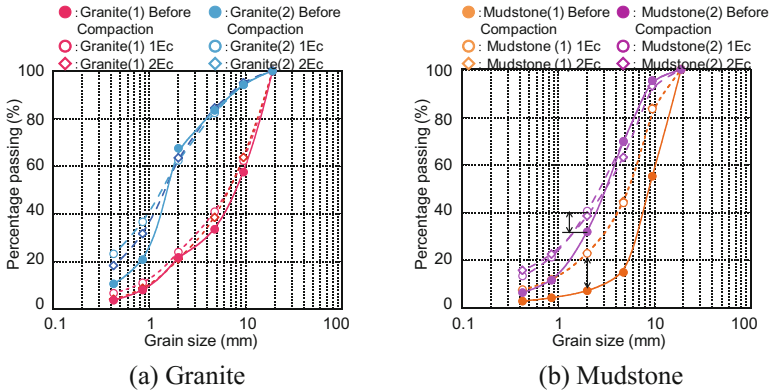 : Granite(1) Before Compaction
: Granite(1) 1Ec
: Granite(1) 2Ec
: Granite(2) Before Compaction
: Granite(2) 1Ec
: Granite(2) 2Ec
100
80
60
40
20
0
Percentage passing (%)
0.1
1
10
100
Grain size (mm)
(a) Granite
: Mudstone(1) Before Compaction
: Mudstone (1) 1Ec
: Mudstone (1) 2Ec
: Mudstone(2) Before Compaction
: Mudstone(2) 1Ec
: Mudstone(2) 2Ec
100
80
60
40
20
0
Percentage passing (%)
0.1
1
10
100
Grain size (mm)
(b) Mudstone